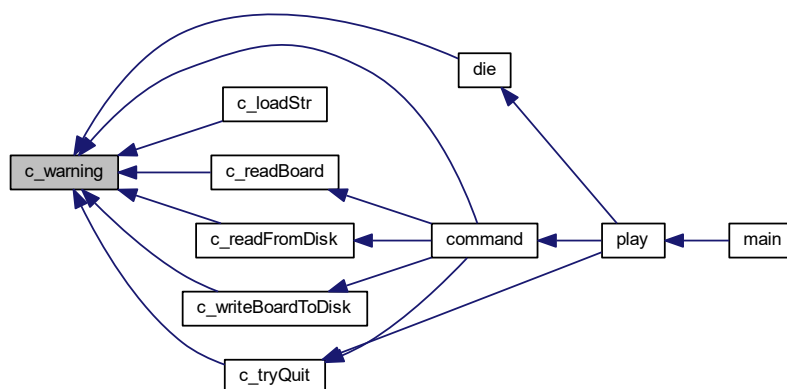 die
c_loadStr
c_warning
c_readBoard
c_readFromDisk
command
play
main
c_writeBoardToDisk
c_tryQuit